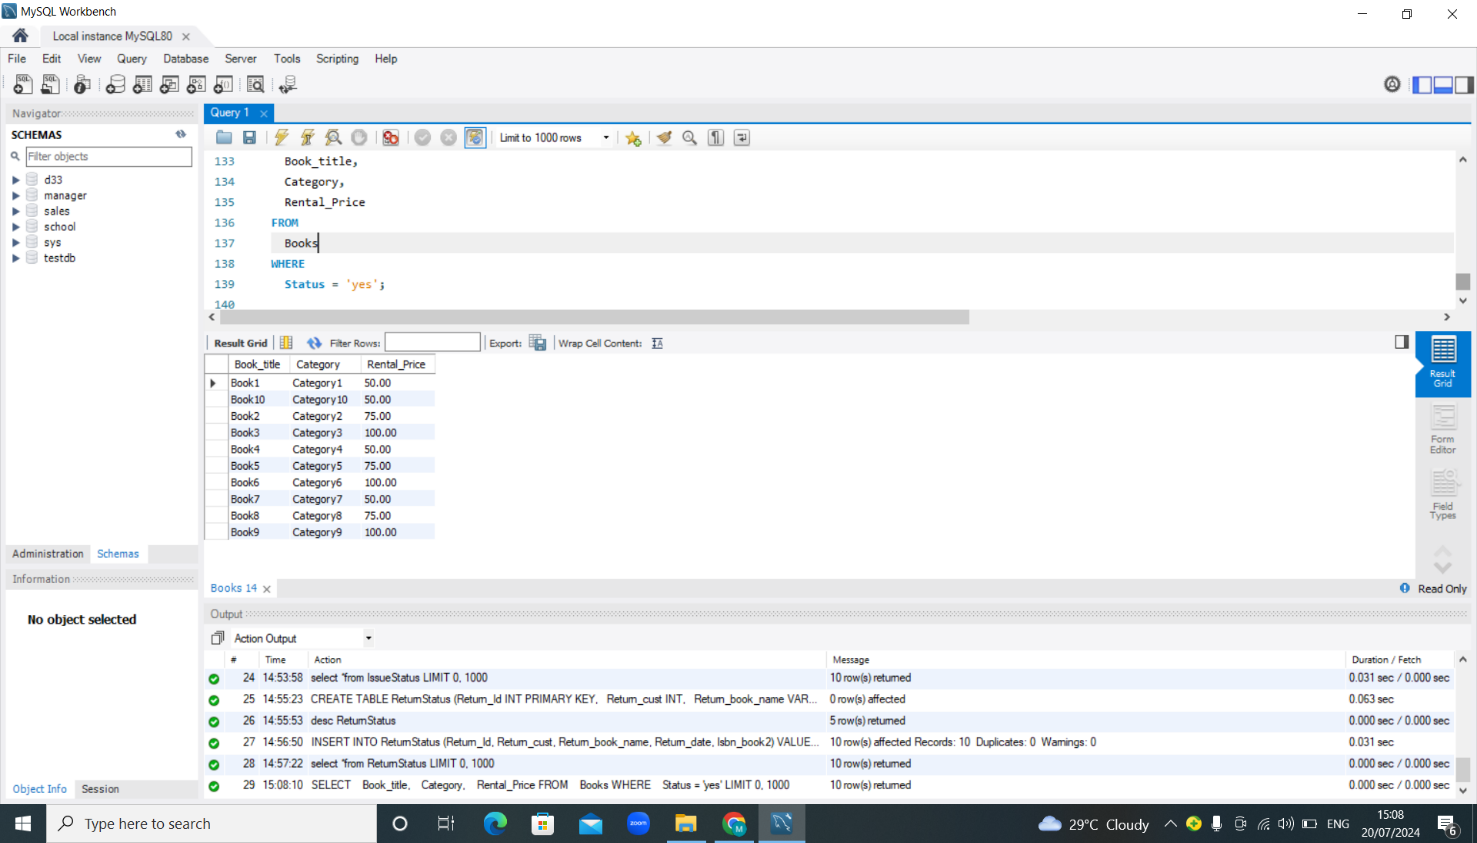 MySQL Workbench
Local instance MySQL80
File Edit View Query Database Server Tools Scripting Help
Navigator
SCHEMAS
Filter objects
d33
manager
sales
school
sys
testdb
Administration Schemas
Information
No object selected
Object Info Session
Query 1
Limit to 1000 rows
133 Book_title,
134 Category,
135 Rental_Price
136 FROM
137 Books
138 WHERE
139 Status = 'yes';
140
Result Grid Filter Rows: Export: Wrap Cell Content:
Book_title Category Rental_Price
Book1 Category1 50.00
Book10 Category10 50.00
Book2 Category2 75.00
Book3 Category3 100.00
Book4 Category4 50.00
Book5 Category5 75.00
Book6 Category6 100.00
Book7 Category7 50.00
Book8 Category8 75.00
Book9 Category9 100.00
Result
Grid
Form
Editor
Field
Types
Books 14
Read Only
Output
Action Output
# Time Action Message Duration / Fetch
24 14:53:58 select *from IssueStatus LIMIT 0, 1000 10 row(s) returned 0.031 sec / 0.000 sec
25 14:55:23 CREATE TABLE ReturnStatus (Return_Id INT PRIMARY KEY, Return_cust INT, Return_book_name VAR... 0 row(s) affected 0.063 sec
26 14:55:53 desc ReturnStatus 5 row(s) returned 0.000 sec / 0.000 sec
27 14:56:50 INSERT INTO ReturnStatus (Return_Id, Return_cust, Return_book_name, Return_date, Isbn_book2) VALUE... 10 row(s) affected Records: 10 Duplicates: 0 Warnings: 0 0.031 sec
28 14:57:22 select *from ReturnStatus LIMIT 0, 1000 10 row(s) returned 0.000 sec / 0.000 sec
29 15:08:10 SELECT Book_title, Category, Rental_Price FROM Books WHERE Status = 'yes' LIMIT 0, 1000 10 row(s) returned 0.000 sec / 0.000 sec
Type here to search
zoom
M
29°C Cloudy
ENG
15:08
20/07/2024
6